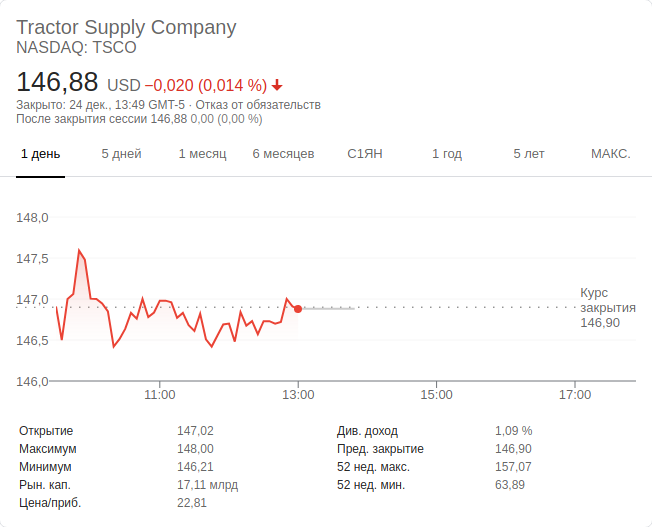 Tractor Supply Company
NASDAQ: TSCO
146,88 USD −0,020 (0,014 %)
Закрыто: 24 дек., 13:49 GMT-5 · Отказ от обязательств
После закрытия сессии 146,88 0,00 (0,00 %)
1 день 5 дней 1 месяц 6 месяцев С1ЯН 1 год 5 лет МАКС.
148,0
147,5
147,0
146,5
146,0
Курс
закрытия
146,90
11:00 13:00 15:00 17:00
Открытие 147,02 Див. доход 1,09 %
Максимум 148,00 Пред. закрытие 146,90
Минимум 146,21 52 нед. макс. 157,07
Рын. кап. 17,11 млрд 52 нед. мин. 63,89
Цена/приб. 22,81